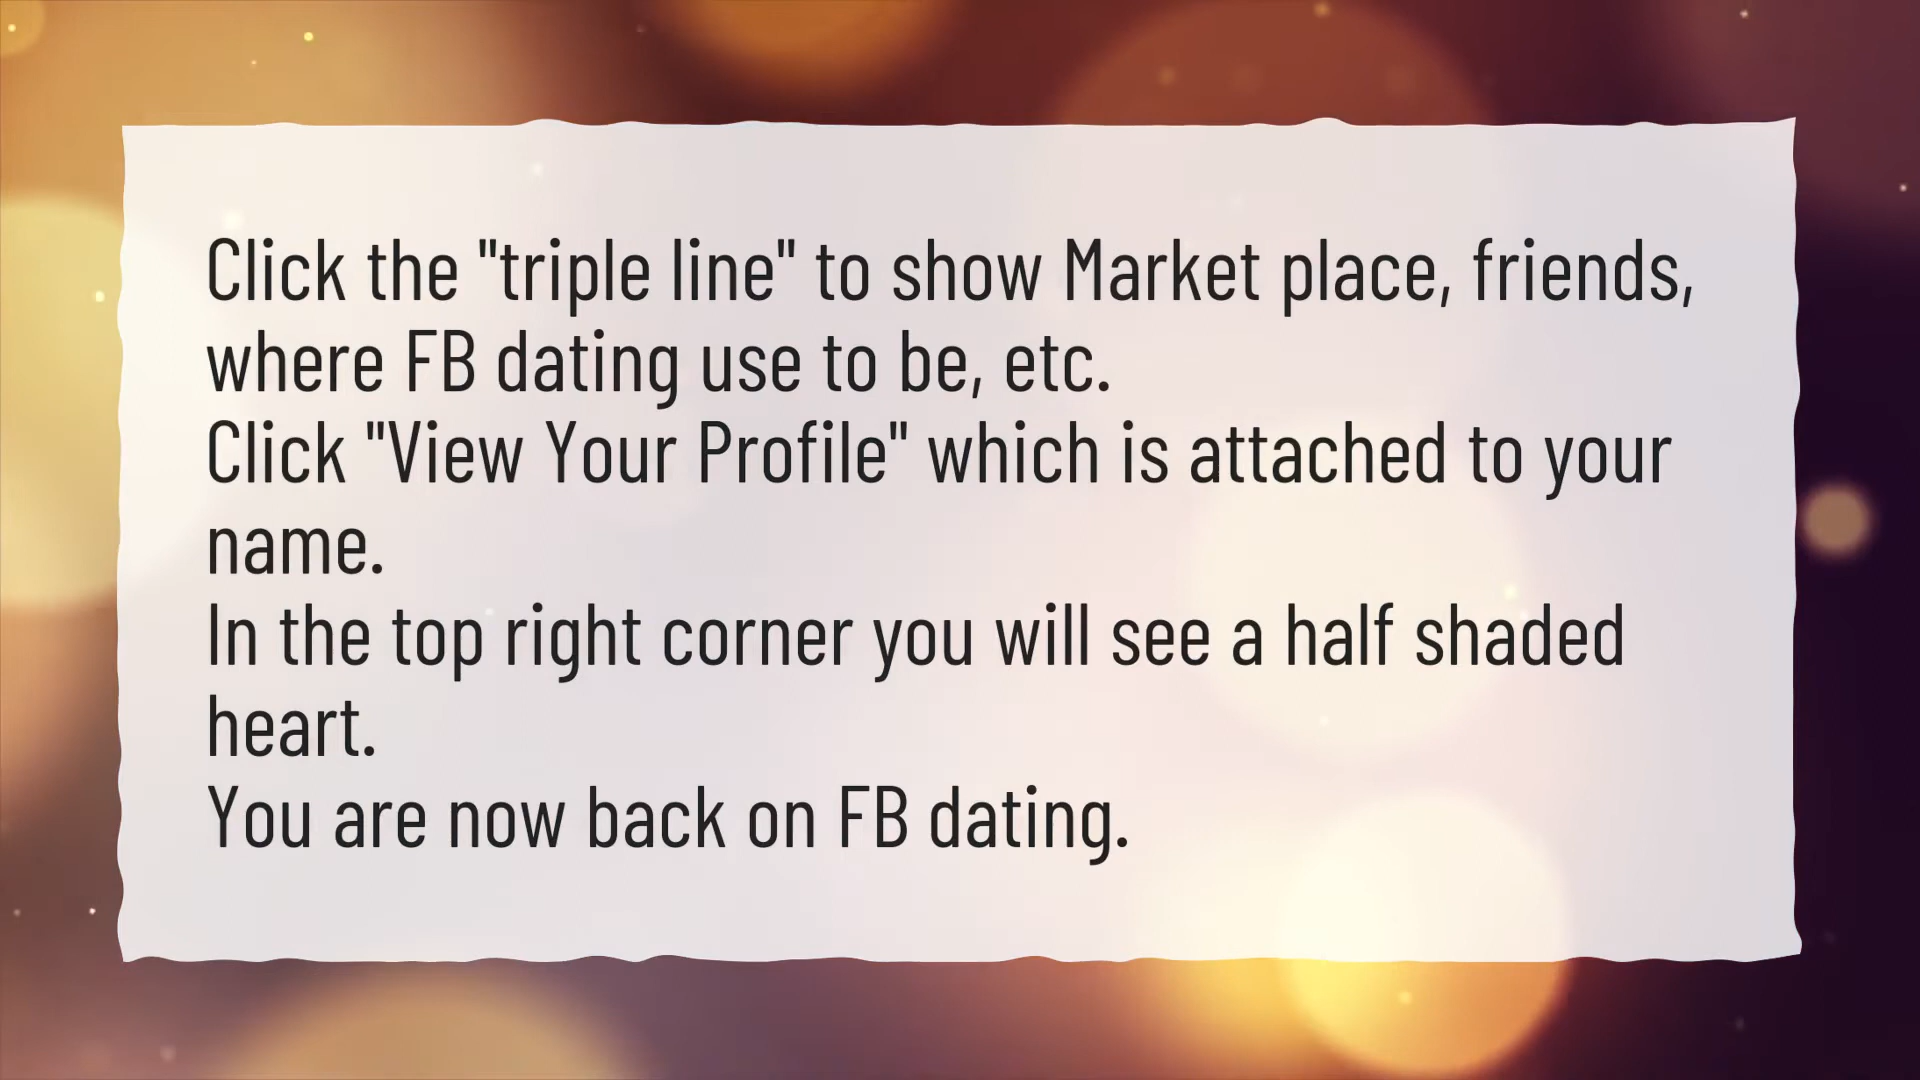 Click the "triple line" to show Market place, friends,
where FB dating use to be, etc.
Click "View Your Profile" which is attached to your
name.
In the top right corner you will see a half shaded
heart.
You are now back on FB dating.